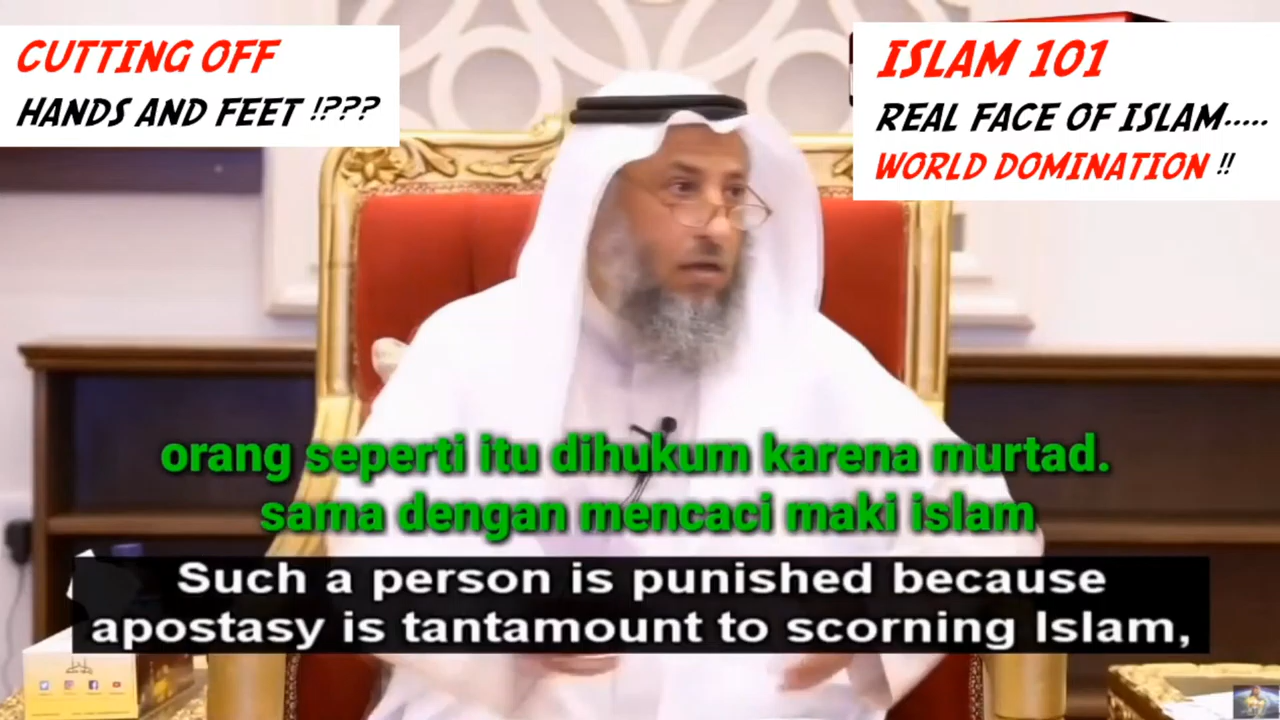 CUTTING OFF
HANDS AND FEET !???
ISLAM 101
REAL FACE OF ISLAM.....
WORLD DOMINATION !!
orang seperti itu dihukum karena murtad.
sama dengan mencaci maki islam
Such a person is punished because
apostasy is tantamount to scorning Islam,